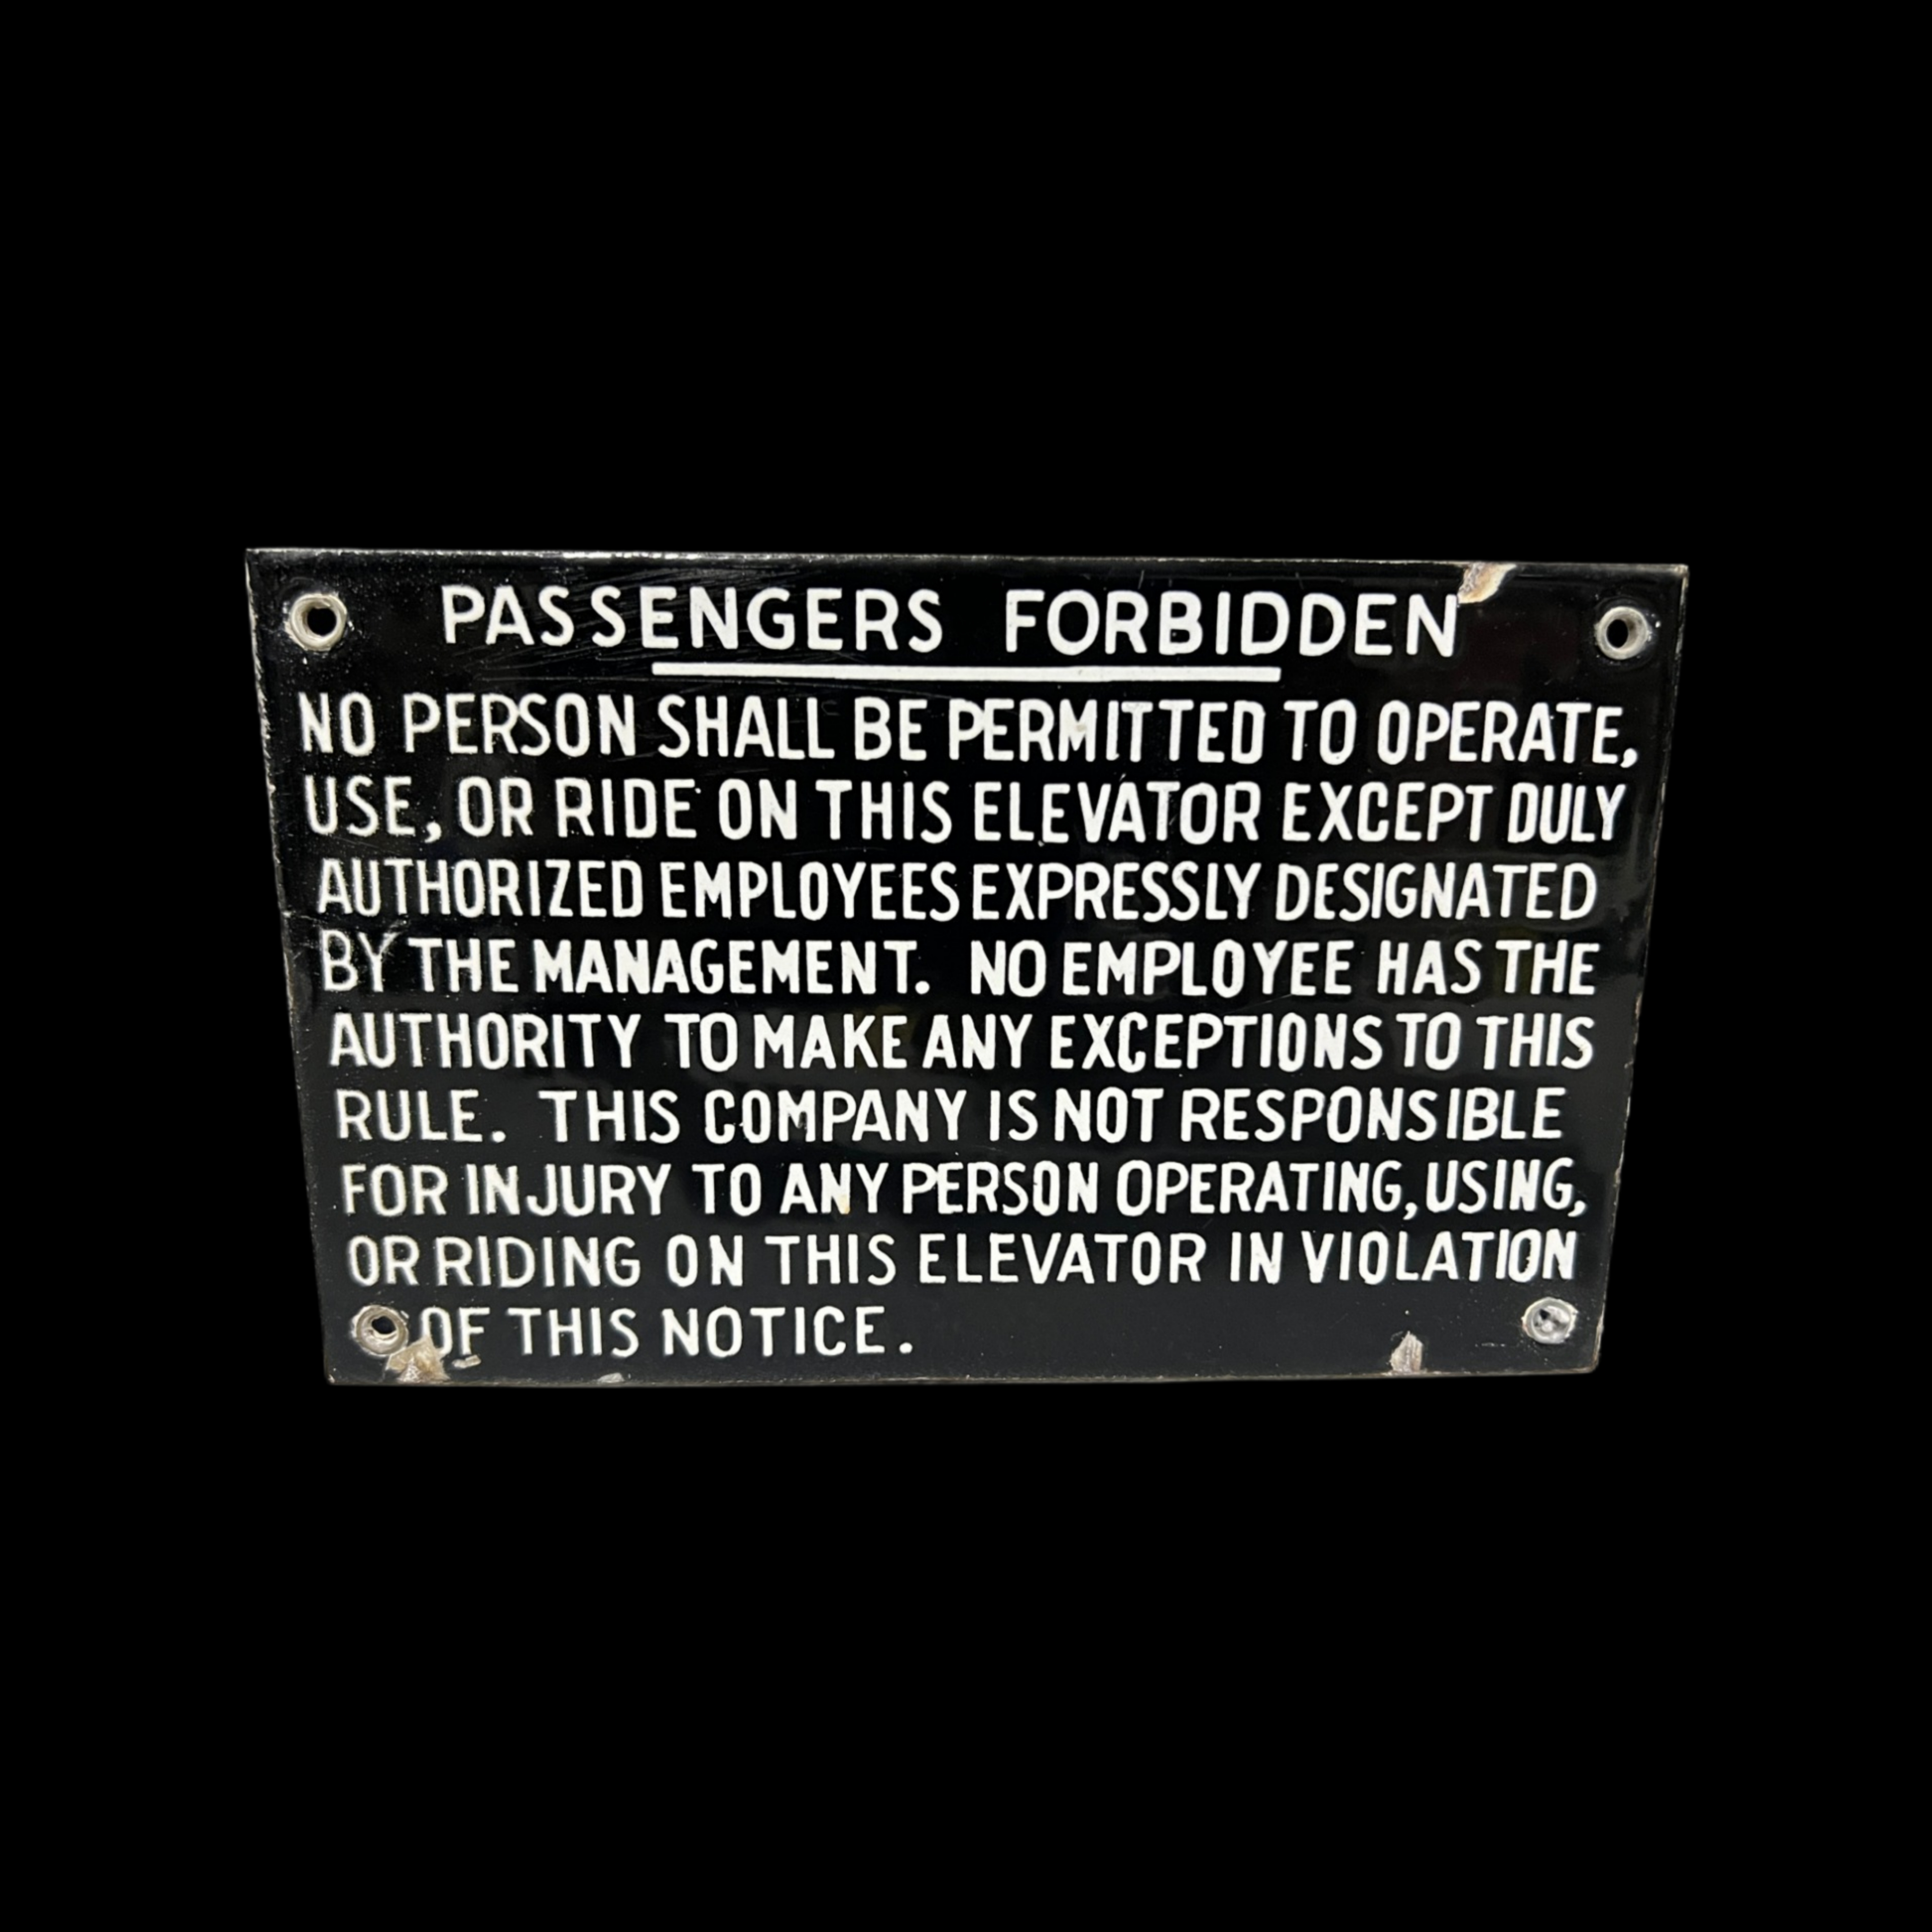 PASSENGERS FORBIDDEN
NO PERSON SHALL BE PERMITTED TO OPERATE,
USE, OR RIDE ON THIS ELEVATOR EXCEPT DULY
AUTHORIZED EMPLOYEES EXPRESSLY DESIGNATED
BY THE MANAGEMENT. NO EMPLOYEE HAS THE
AUTHORITY TO MAKE ANY EXCEPTIONS TO THIS
RULE. THIS COMPANY IS NOT RESPONSIBLE
FOR INJURY TO ANY PERSON OPERATING, USING,
OR RIDING ON THIS ELEVATOR IN VIOLATION
OF THIS NOTICE.